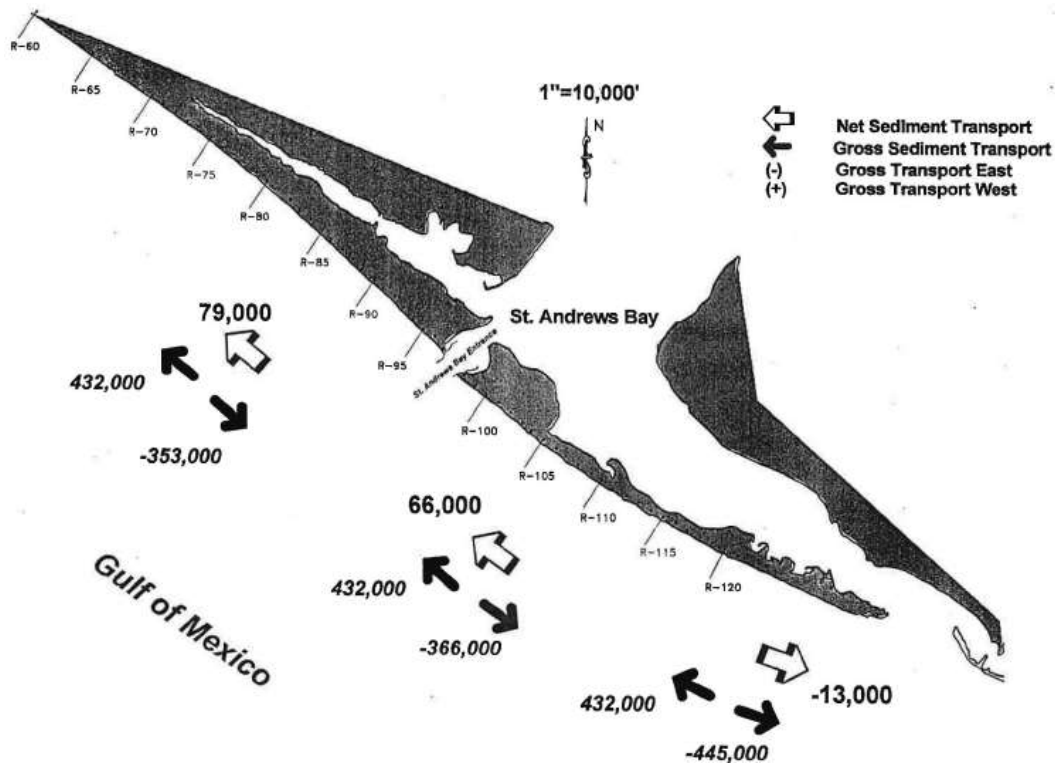 R-60
R-65
R-70
R-75
R-80
R-85
R-90
R-95
1"=10,000'
N
Net Sediment Transport
Gross Sediment Transport
(-) Gross Transport East
(+) Gross Transport West
St. Andrews Bay
St. Andrews Bay Entrance
R-100
R-105
R-110
R-115
R-120
79,000
432,000
-353,000
66,000
432,000
-366,000
Gulf of Mexico
432,000
-13,000
-445,000